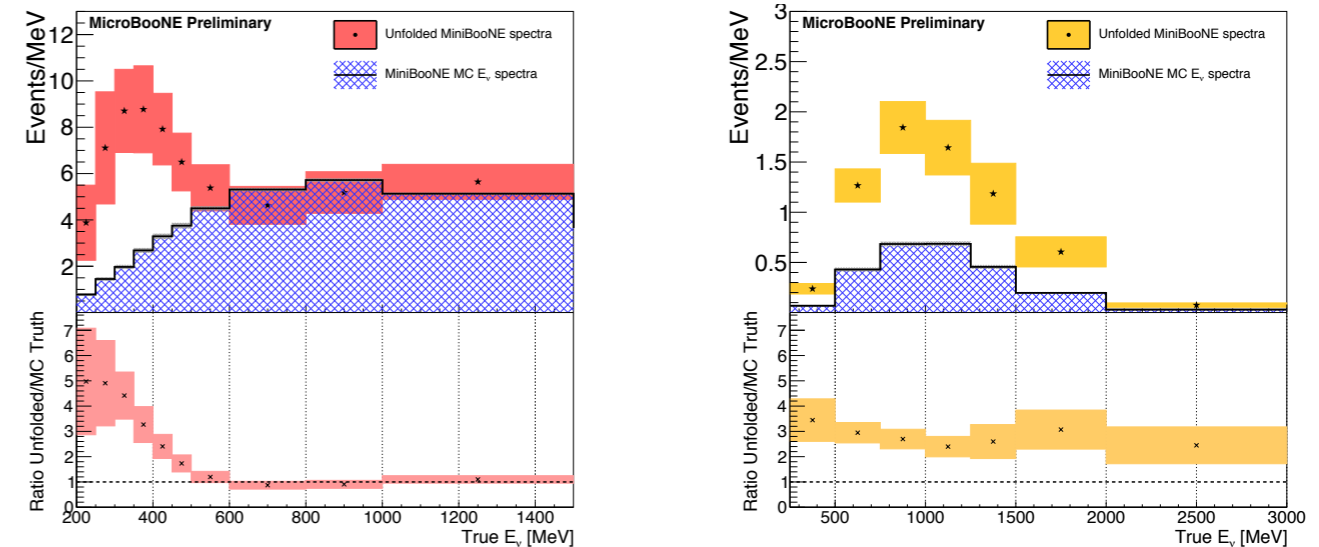 MicroBooNE Preliminary
Unfolded MiniBooNE spectra
MiniBooNE MC Eν spectra
Events/MeV
12
10
8
6
4
2
Ratio Unfolded/MC Truth
7
6
5
4
3
2
1
0
200 400 600 800 1000 1200 1400
True Eν [MeV]
MicroBooNE Preliminary
Unfolded MiniBooNE spectra
MiniBooNE MC Eν spectra
Events/MeV
3
2.5
2
1.5
1
0.5
Ratio Unfolded/MC Truth
7
6
5
4
3
2
1
0
500 1000 1500 2000 2500 3000
True Eν [MeV]